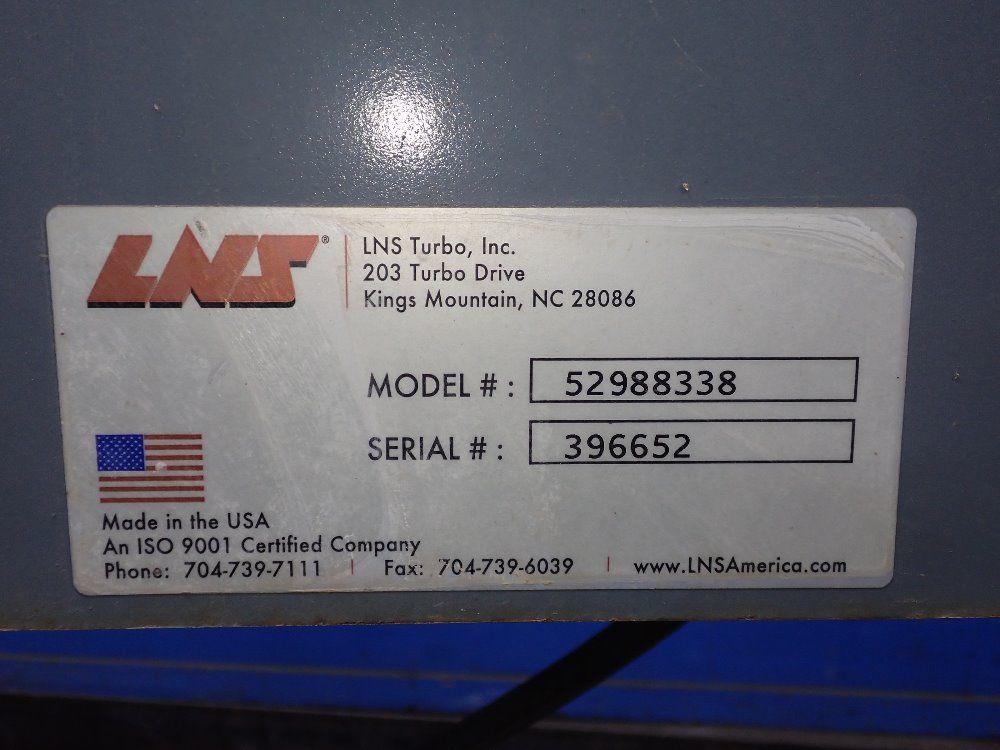 LNS®
LNS Turbo, Inc.
203 Turbo Drive
Kings Mountain, NC 28086
MODEL # : 52988338
SERIAL # : 396652
Made in the USA
An ISO 9001 Certified Company
Phone: 704-739-7111 | Fax: 704-739-6039 | www.LNSAmerica.com